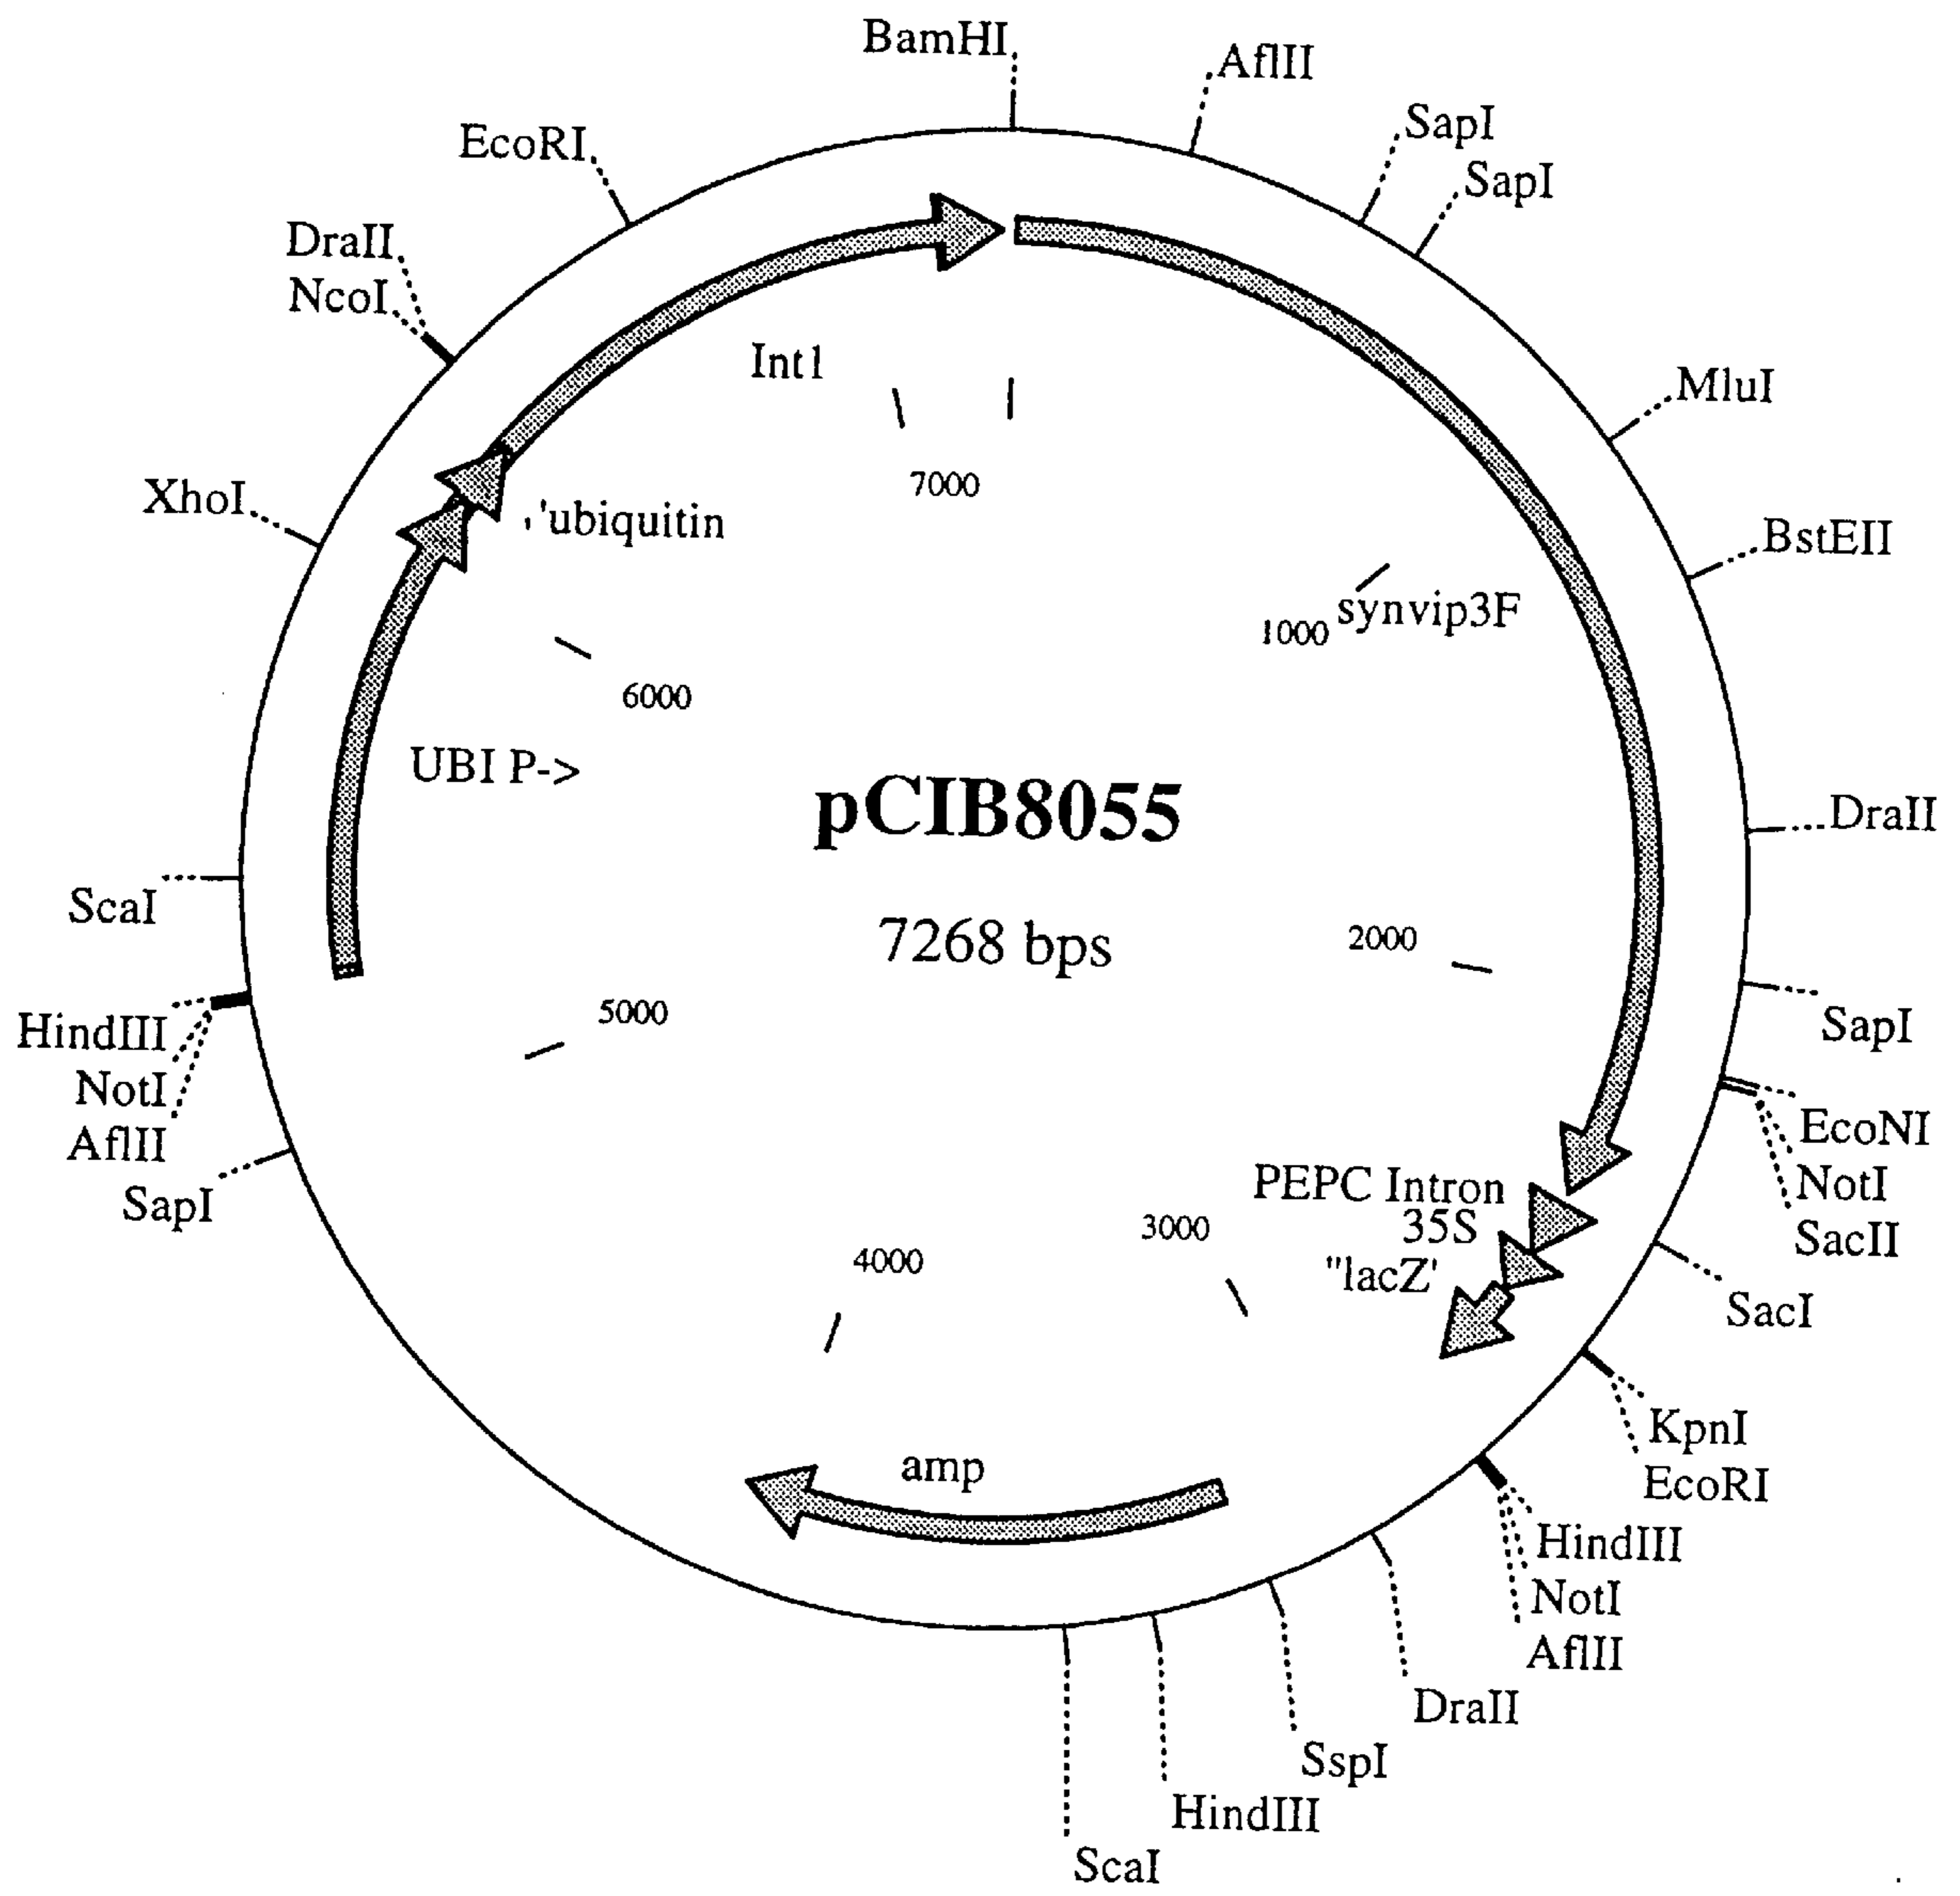 BamHI
AflII
SapI
EcoRI
SapI
DraII
NcoI
Int1
MluI
7000
XhoI
'ubiquitin
BstEII
synvip3F
1000
6000
UBI P->
pCIB8055
DraII
ScaI
7268 bps
2000
5000
HindIII
SapI
NotI
EcoNI
AflII
PEPC Intron
NotI
SapI
35S
3000
SacII
4000
"lacZ'
SacI
KpnI
amp
EcoRI
HindIII
NotI
AflII
DraII
SspI
HindIII
ScaI